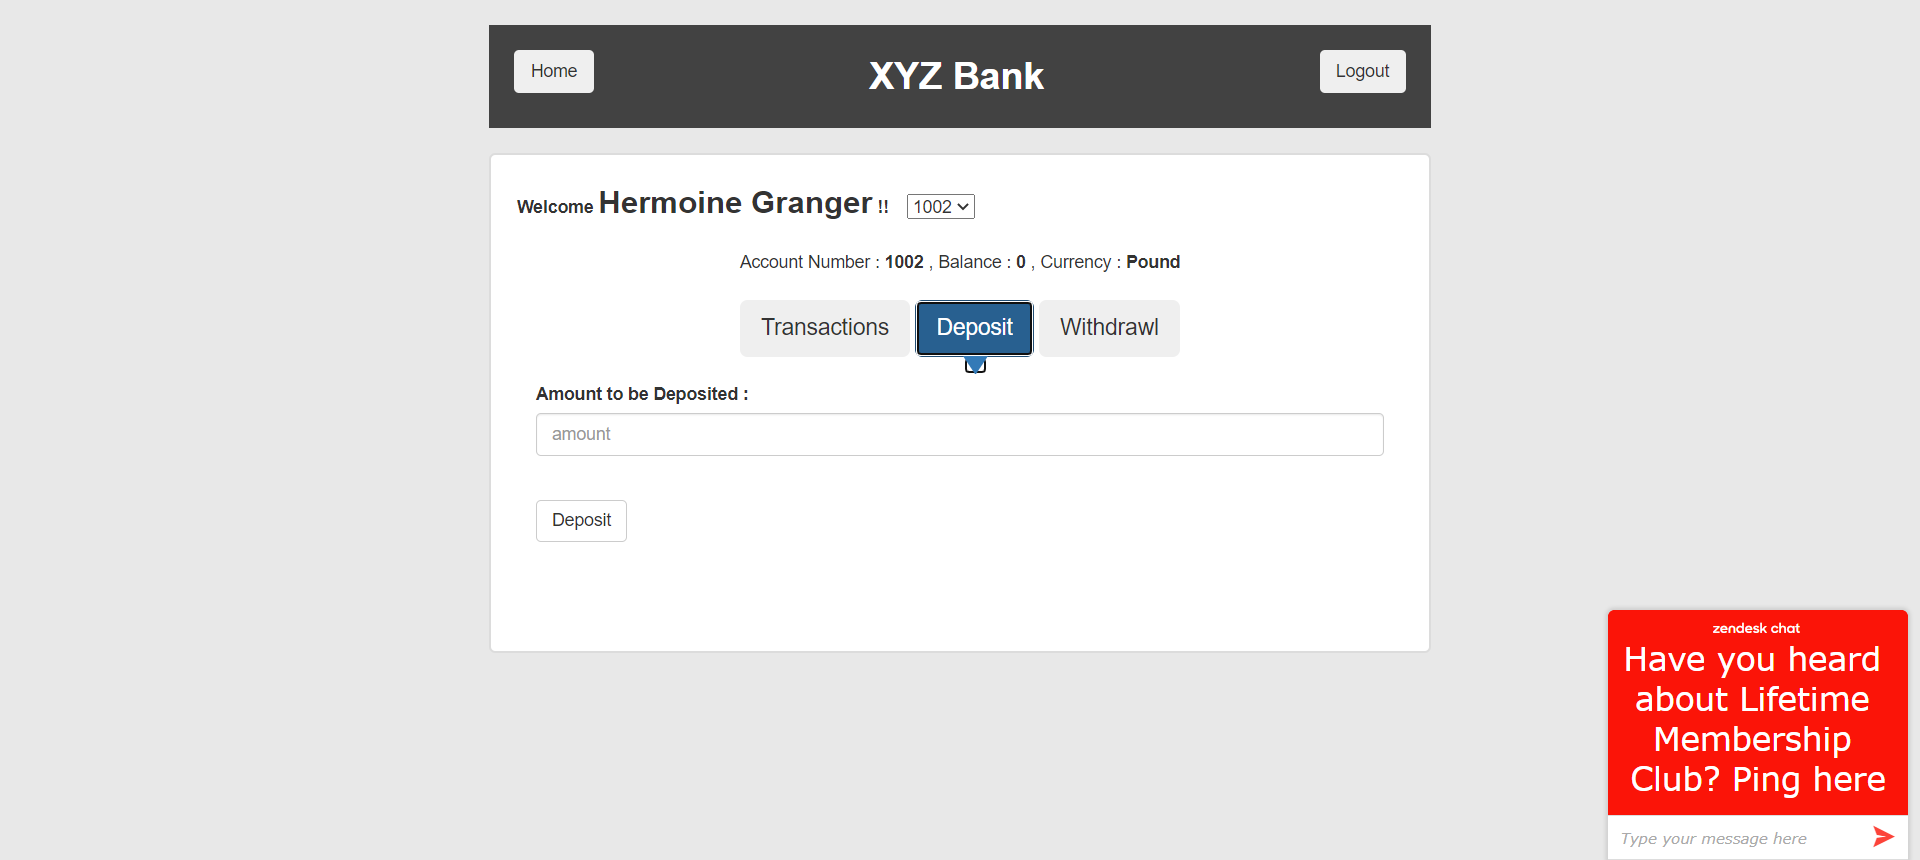 Home
XYZ Bank
Logout
Welcome Hermoine Granger !! 1002
Account Number : 1002 , Balance : 0 , Currency : Pound
Transactions
Deposit
Withdrawl
Amount to be Deposited :
amount
Deposit
zendesk chat
Have you heard
about Lifetime
Membership
Club? Ping here
Type your message here